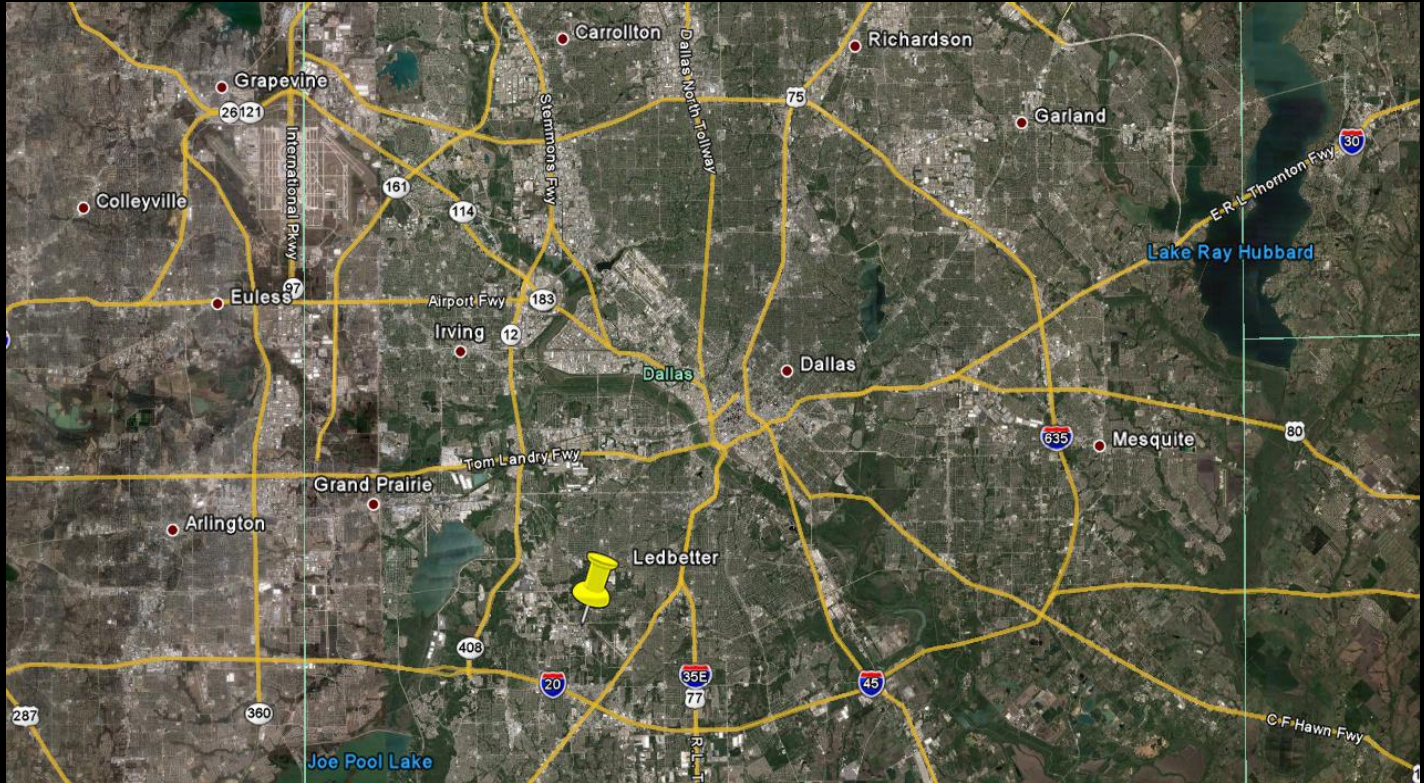 Carrollton
Richardson
Grapevine
26
121
75
Garland
Dallas North Tollway
Stemmons Fwy
International Pkwy
30
E R L Thornton Fwy
161
Colleyville
114
Lake Ray Hubbard
Euless
97
Airport Fwy
183
Irving
12
Dallas
Dallas
80
635
Mesquite
Tom Landry Fwy
Grand Prairie
Arlington
Ledbetter
408
20
35E
77
45
287
360
C F Hawn Fwy
R L T
Joe Pool Lake